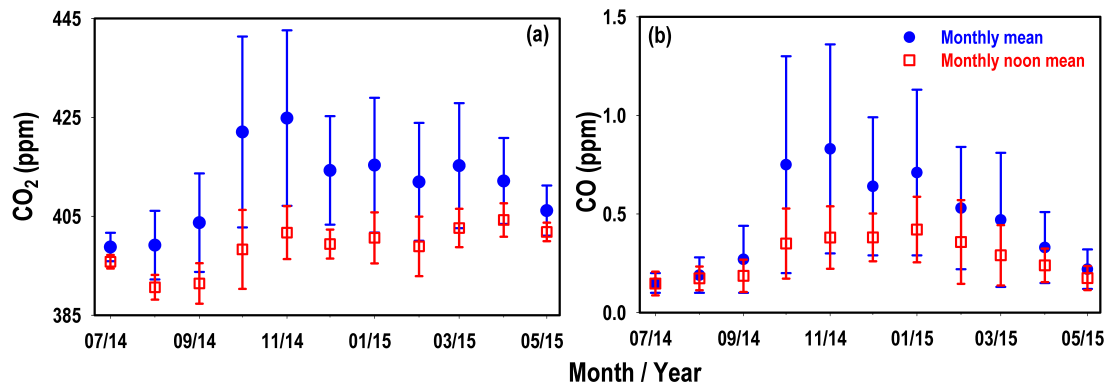 445
425
405
385
CO2 (ppm)
(a)
07/14 09/14 11/14 01/15 03/15 05/15
1.5
1.0
0.5
0.0
CO (ppm)
(b)
Monthly mean
Monthly noon mean
07/14 09/14 11/14 01/15 03/15 05/15
Month / Year